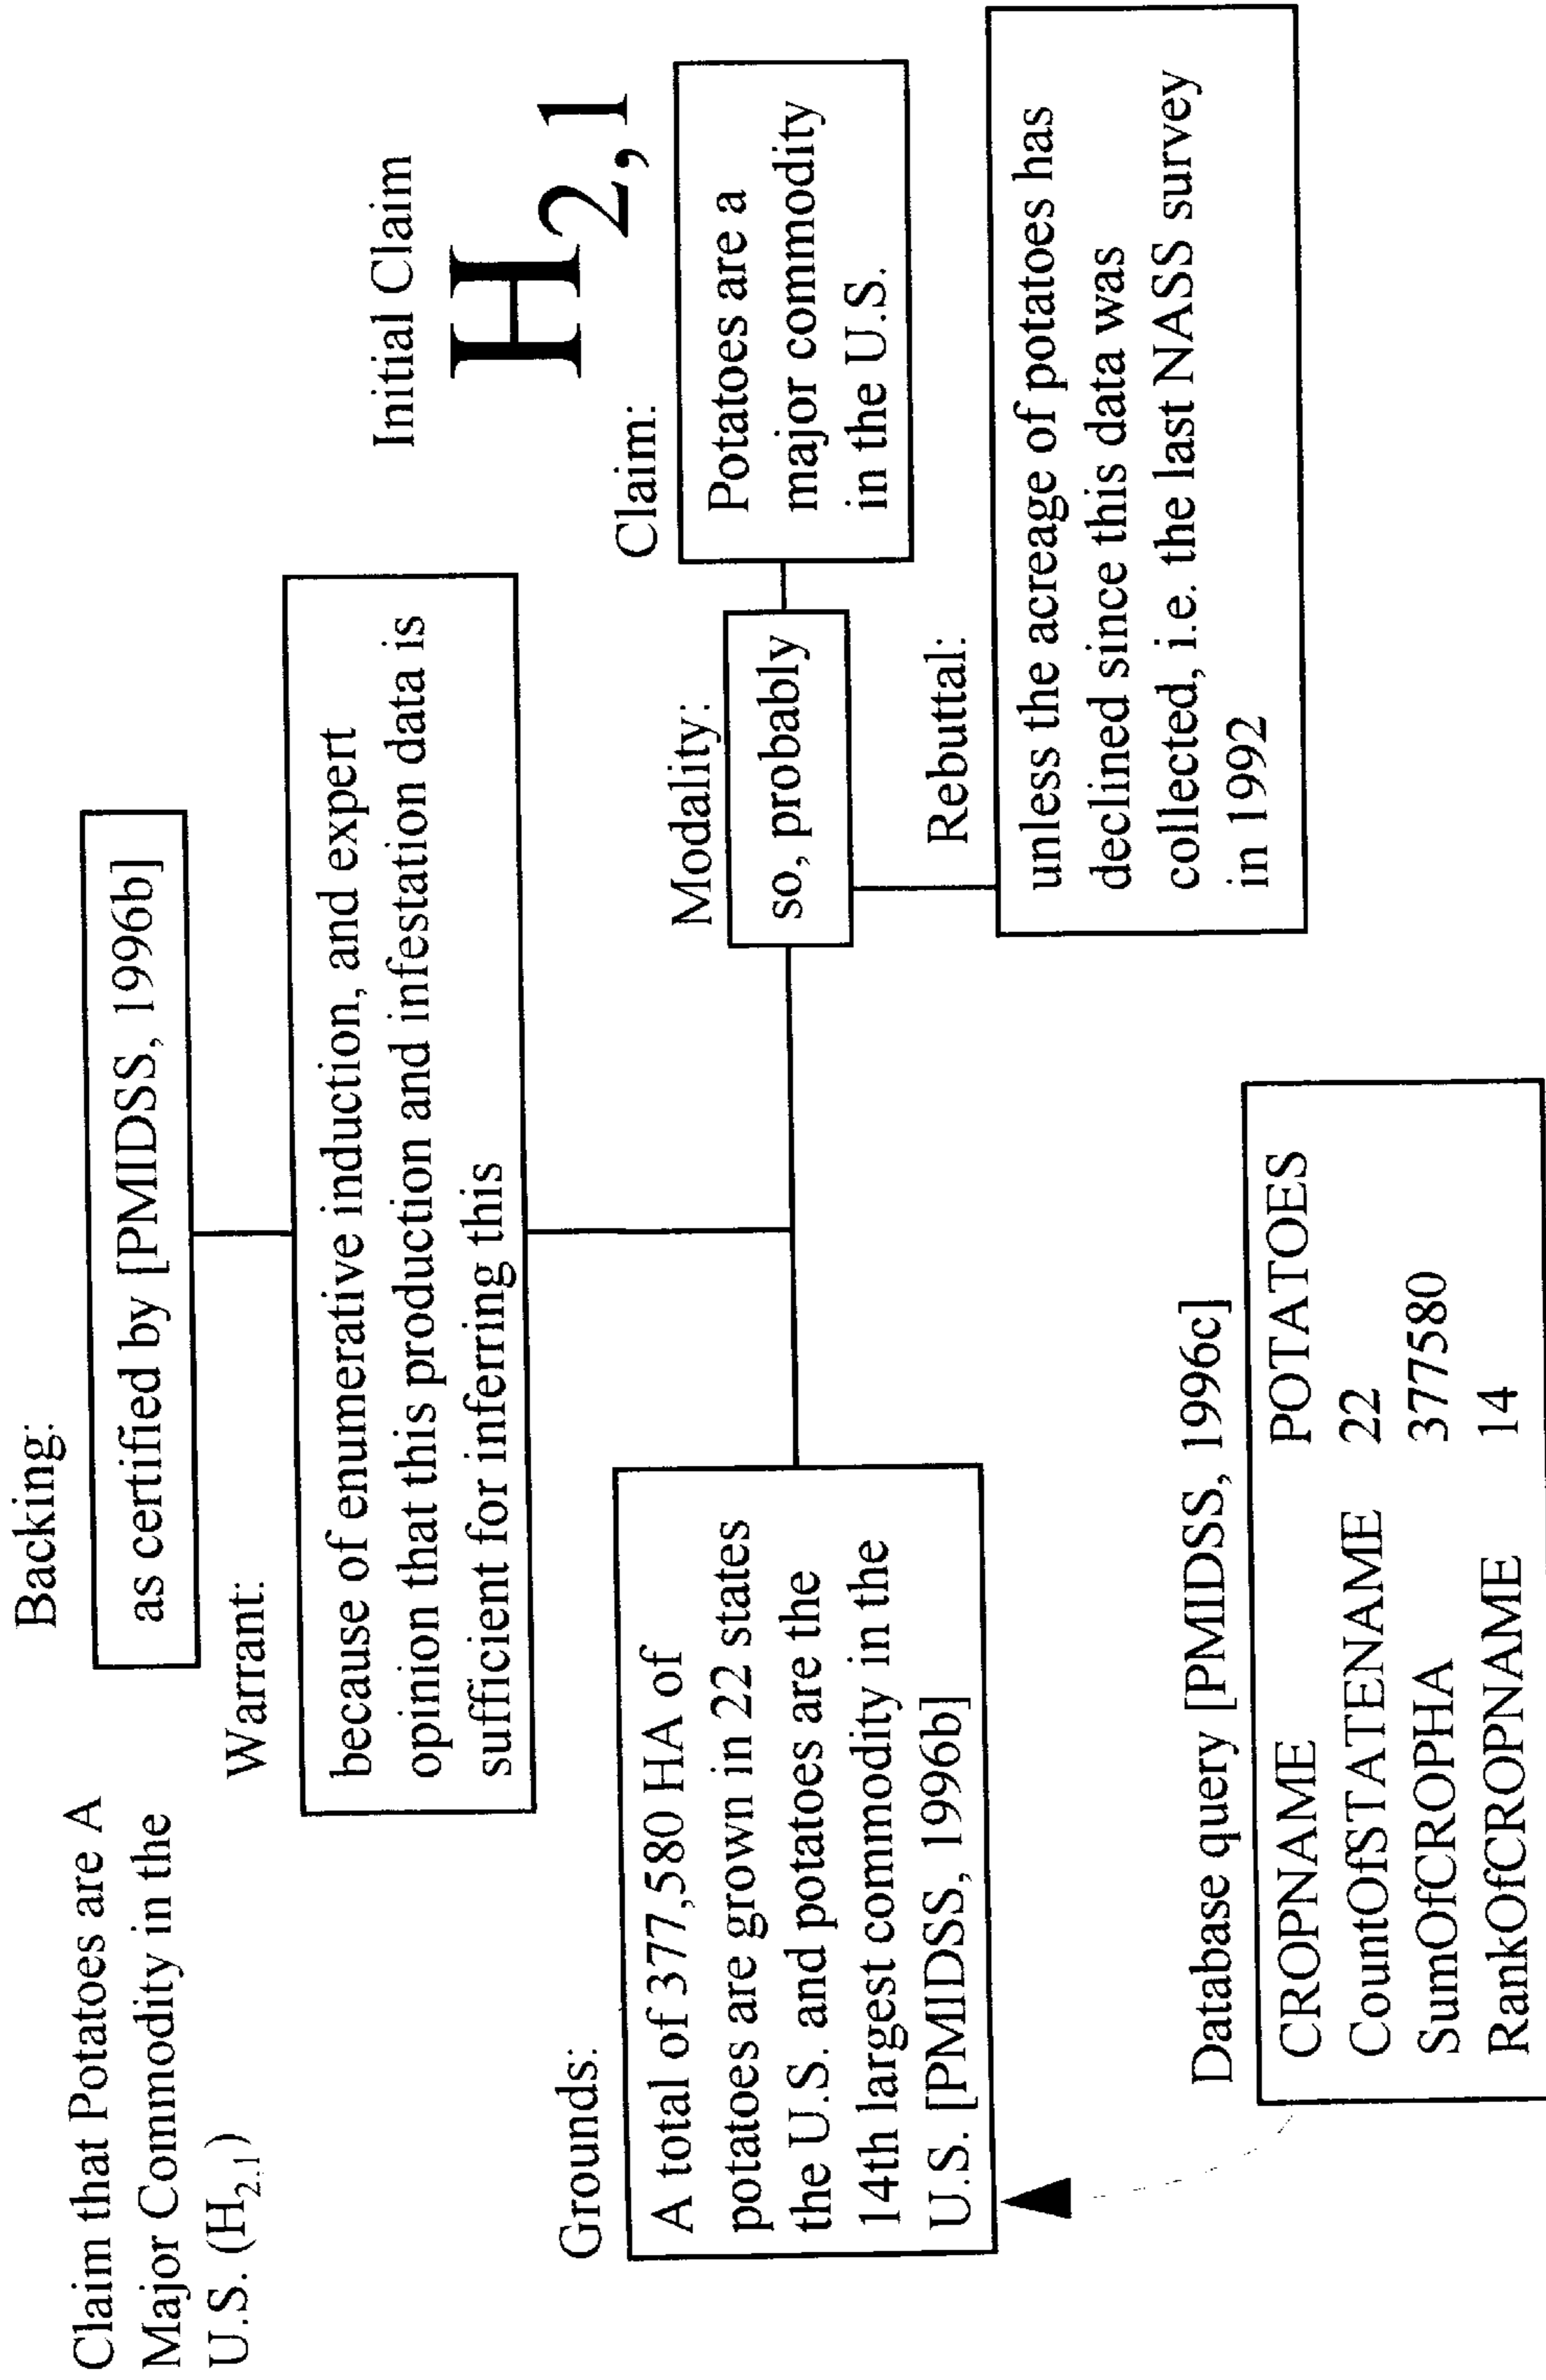 Claim that Potatoes are A
Major Commodity in the
U.S. (H2,1)
Backing:
as certified by [PMIDSS, 1996b]
Warrant:
because of enumerative induction, and expert
opinion that this production and infestation data is
sufficient for inferring this
Initial Claim
H2,1
Grounds:
A total of 377,580 HA of
potatoes are grown in 22 states
the U.S. and potatoes are the
14th largest commodity in the
U.S. [PMIDSS, 1996b]
Modality:
so, probably
Claim:
Potatoes are a
major commodity
in the U.S.
Rebuttal:
unless the acreage of potatoes has
declined since this data was
collected, i.e. the last NASS survey
in 1992
Database query [PMIDSS, 1996c]
CROPNAME POTATOES
CountOfSTATENAME 22
SumOfCROPHA 377580
RankOfCROPNAME 14